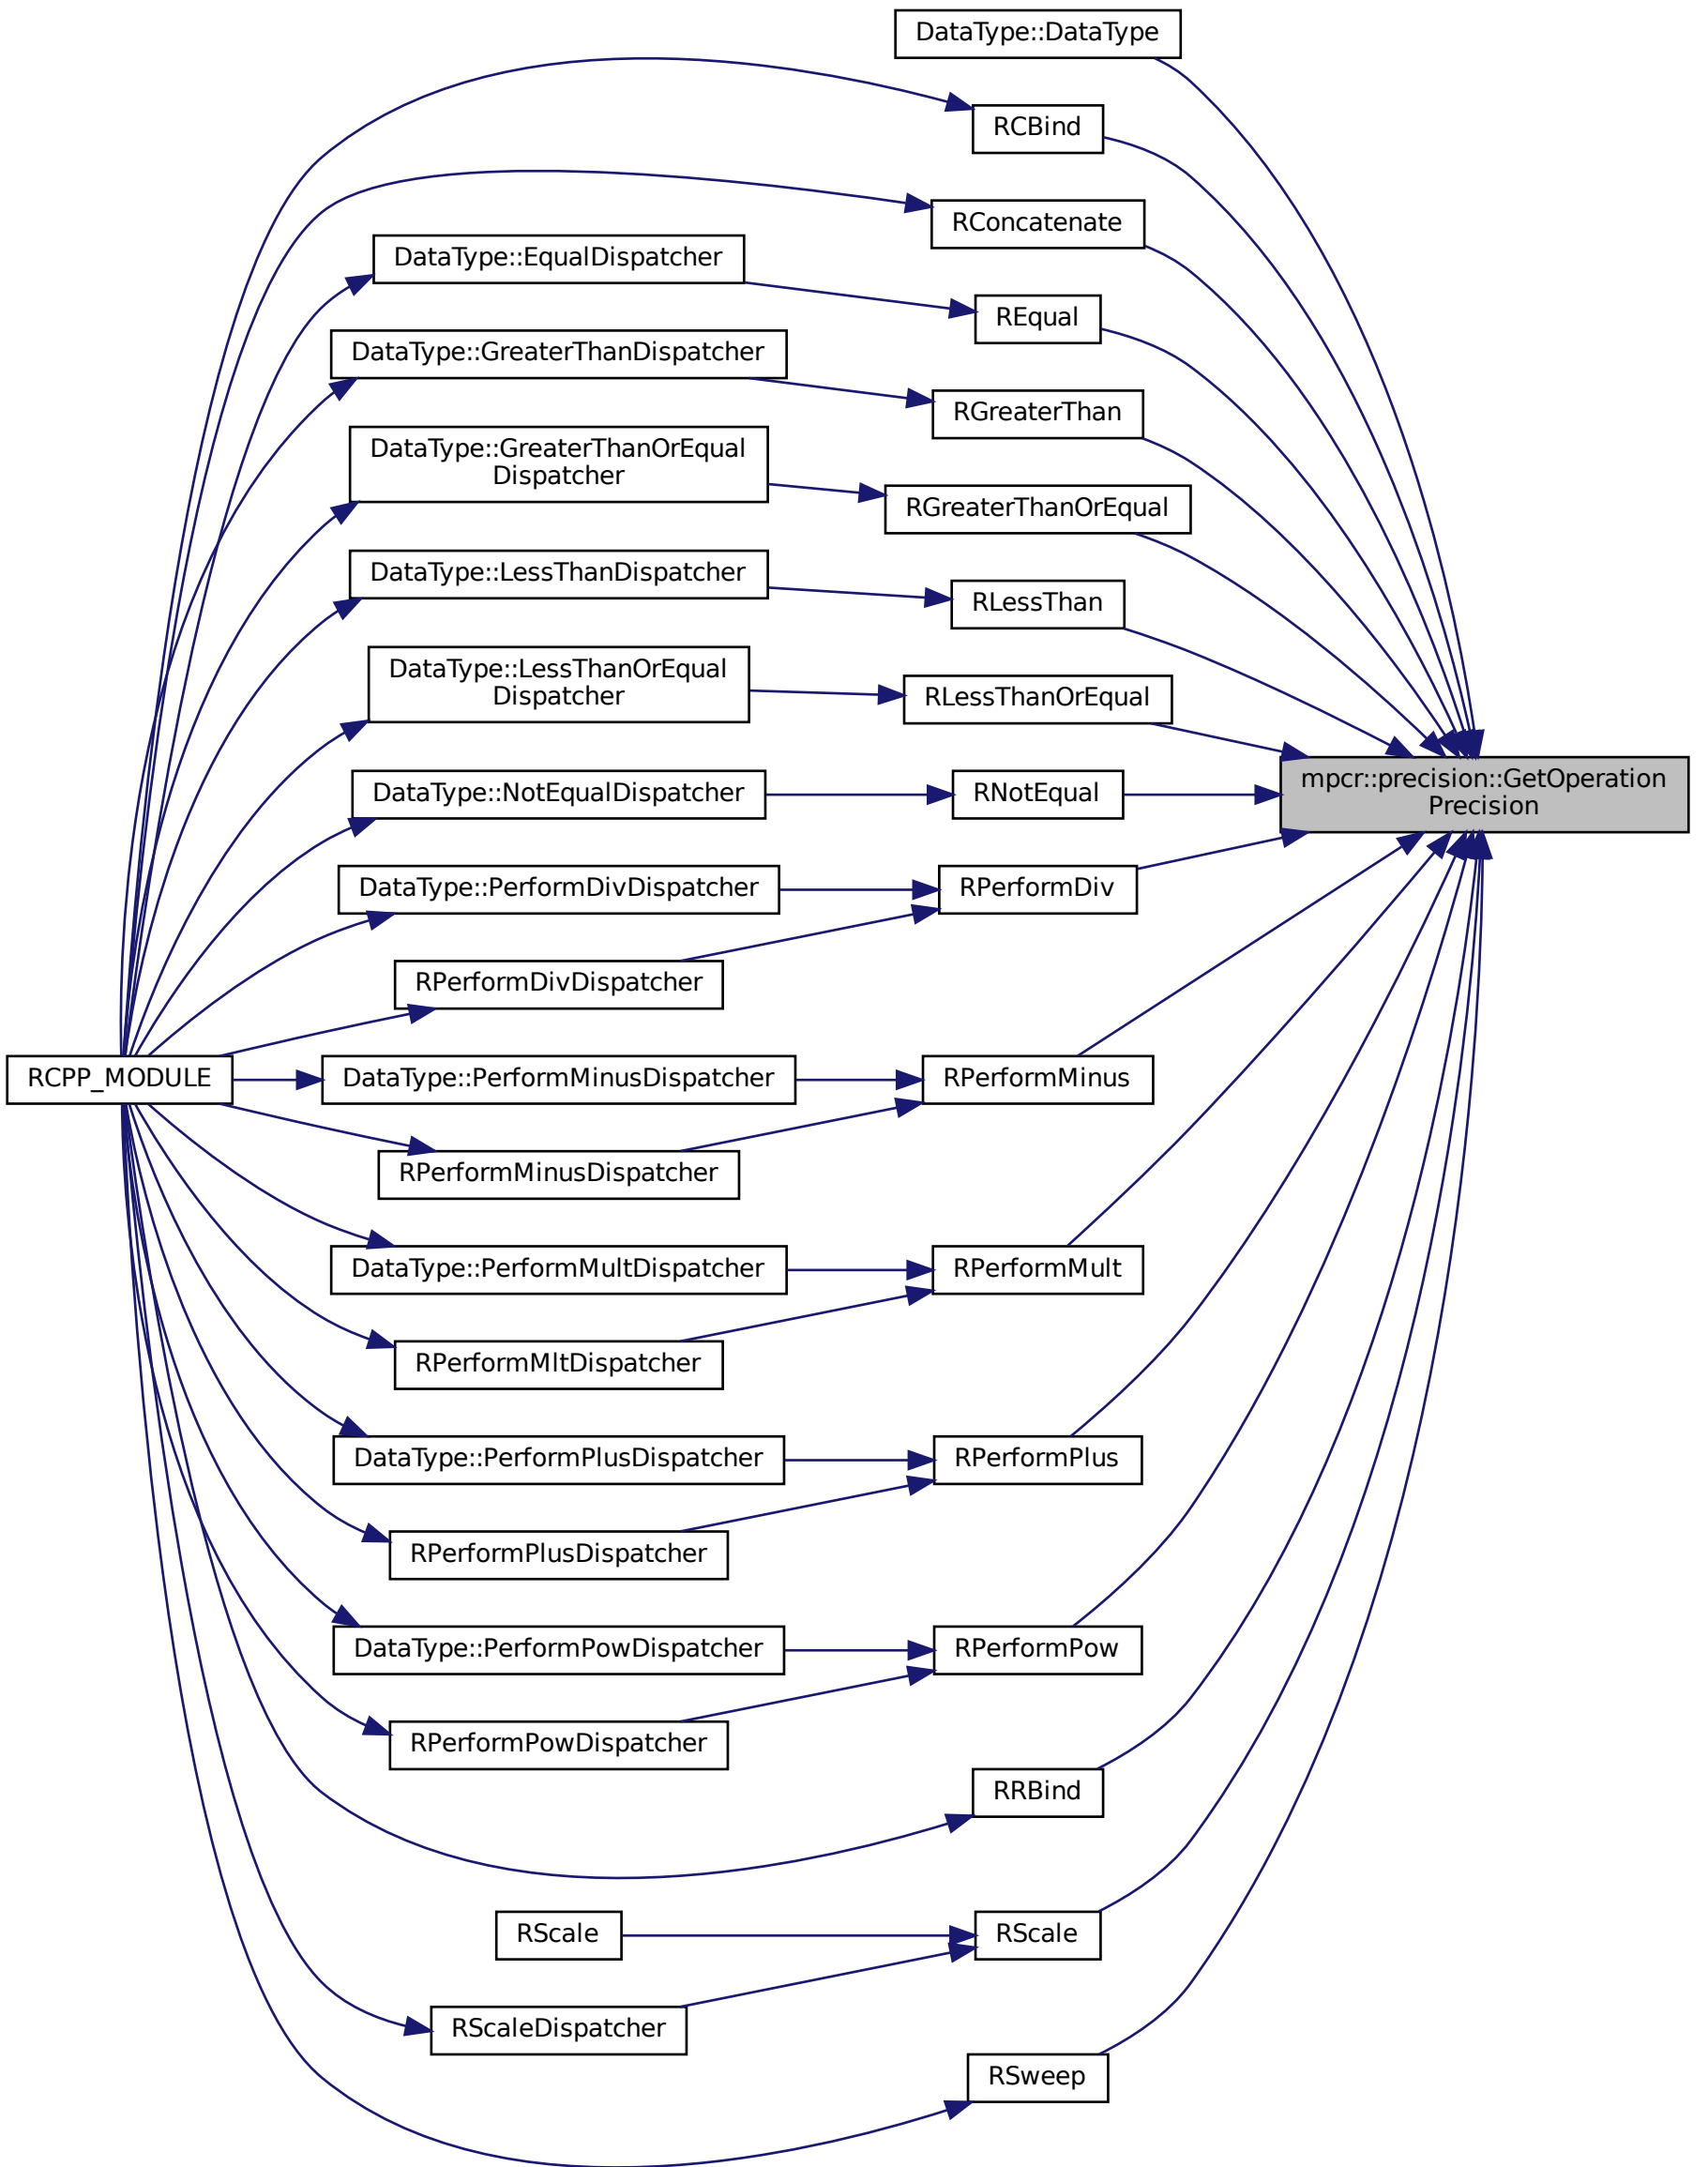 DataType::DataType
RCBind
RConcatenate
DataType::EqualDispatcher
REqual
DataType::GreaterThanDispatcher
RGreaterThan
DataType::GreaterThanOrEqual
Dispatcher
RGreaterThanOrEqual
DataType::LessThanDispatcher
RLessThan
DataType::LessThanOrEqual
Dispatcher
RLessThanOrEqual
mpcr::precision::GetOperation
Precision
DataType::NotEqualDispatcher
RNotEqual
DataType::PerformDivDispatcher
RPerformDiv
RPerformDivDispatcher
RCPP_MODULE
DataType::PerformMinusDispatcher
RPerformMinus
RPerformMinusDispatcher
DataType::PerformMultDispatcher
RPerformMult
RPerformMltDispatcher
DataType::PerformPlusDispatcher
RPerformPlus
RPerformPlusDispatcher
DataType::PerformPowDispatcher
RPerformPow
RPerformPowDispatcher
RRBind
RScale
RScale
RScaleDispatcher
RSweep